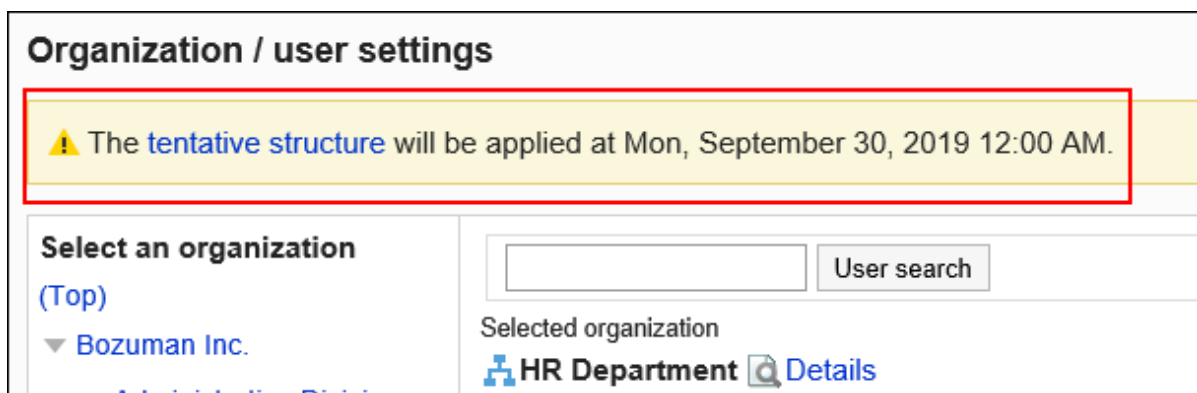 Organization / user settings
The tentative structure will be applied at Mon, September 30, 2019 12:00 AM.
Select an organization
(Top)
Bozuman Inc.
User search
Selected organization
HR Department Details